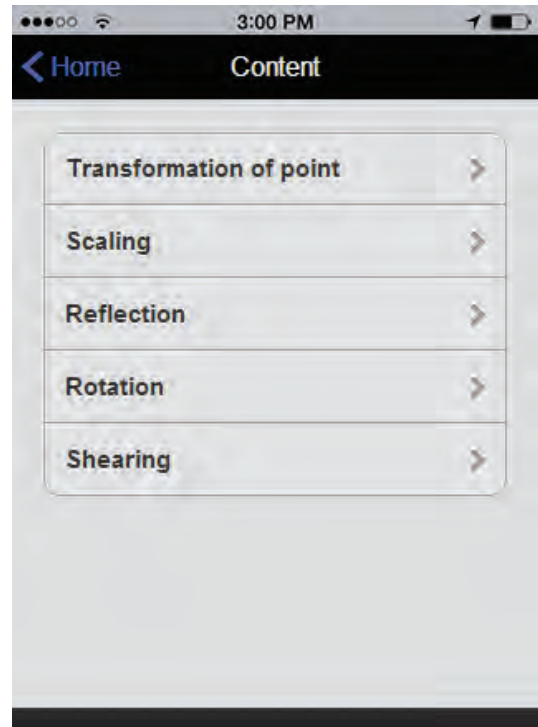 3:00 PM
Home Content
Transformation of point
Scaling
Reflection
Rotation
Shearing